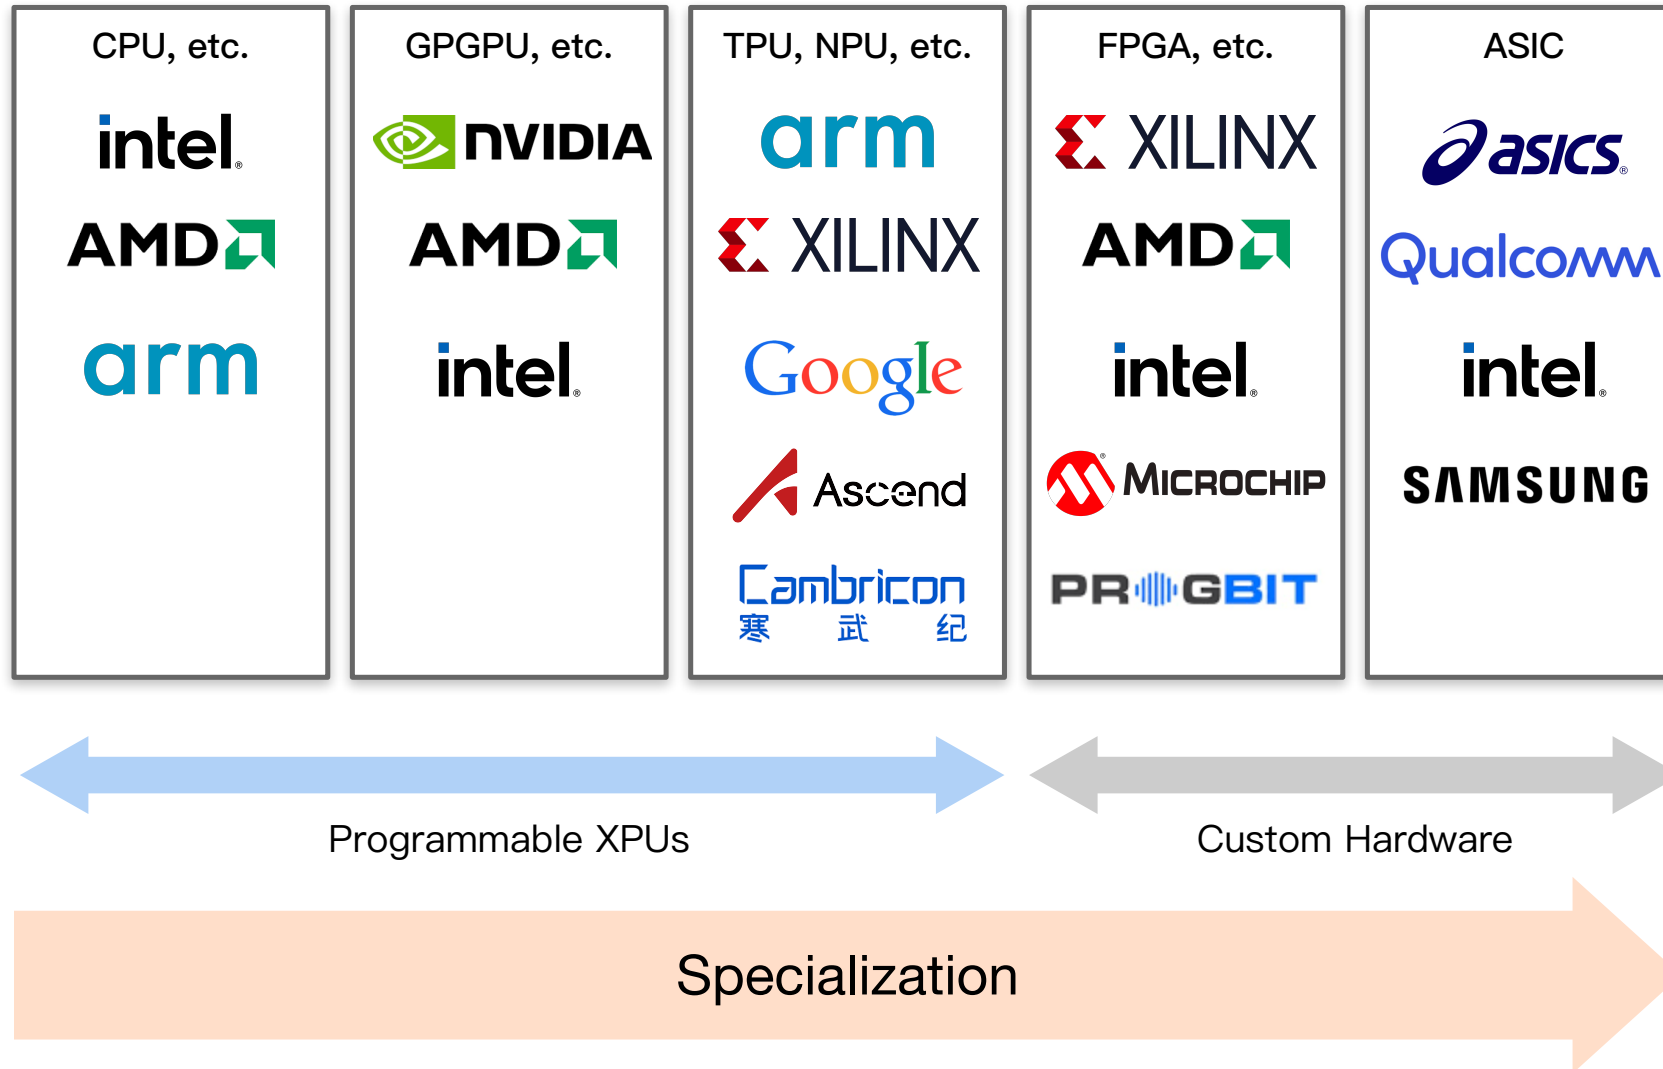 CPU, etc.
intel®
AMD
arm
GPGPU, etc.
NVIDIA
AMD
intel®
TPU, NPU, etc.
arm
XILINX
Google
Ascend
Cambricon
寒武纪
FPGA, etc.
XILINX
AMD
intel®
MICROCHIP®
PROGBIT
ASIC
asics®
Qualcomm
intel®
SAMSUNG
Programmable XPUs
Custom Hardware
Specialization